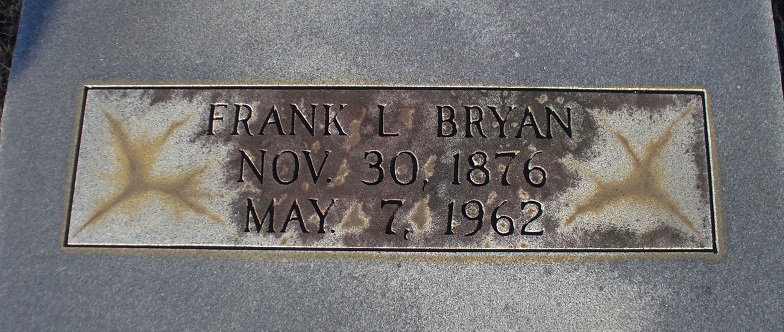 FRANK L BRYAN
NOV. 30, 1876
MAY. 7, 1962